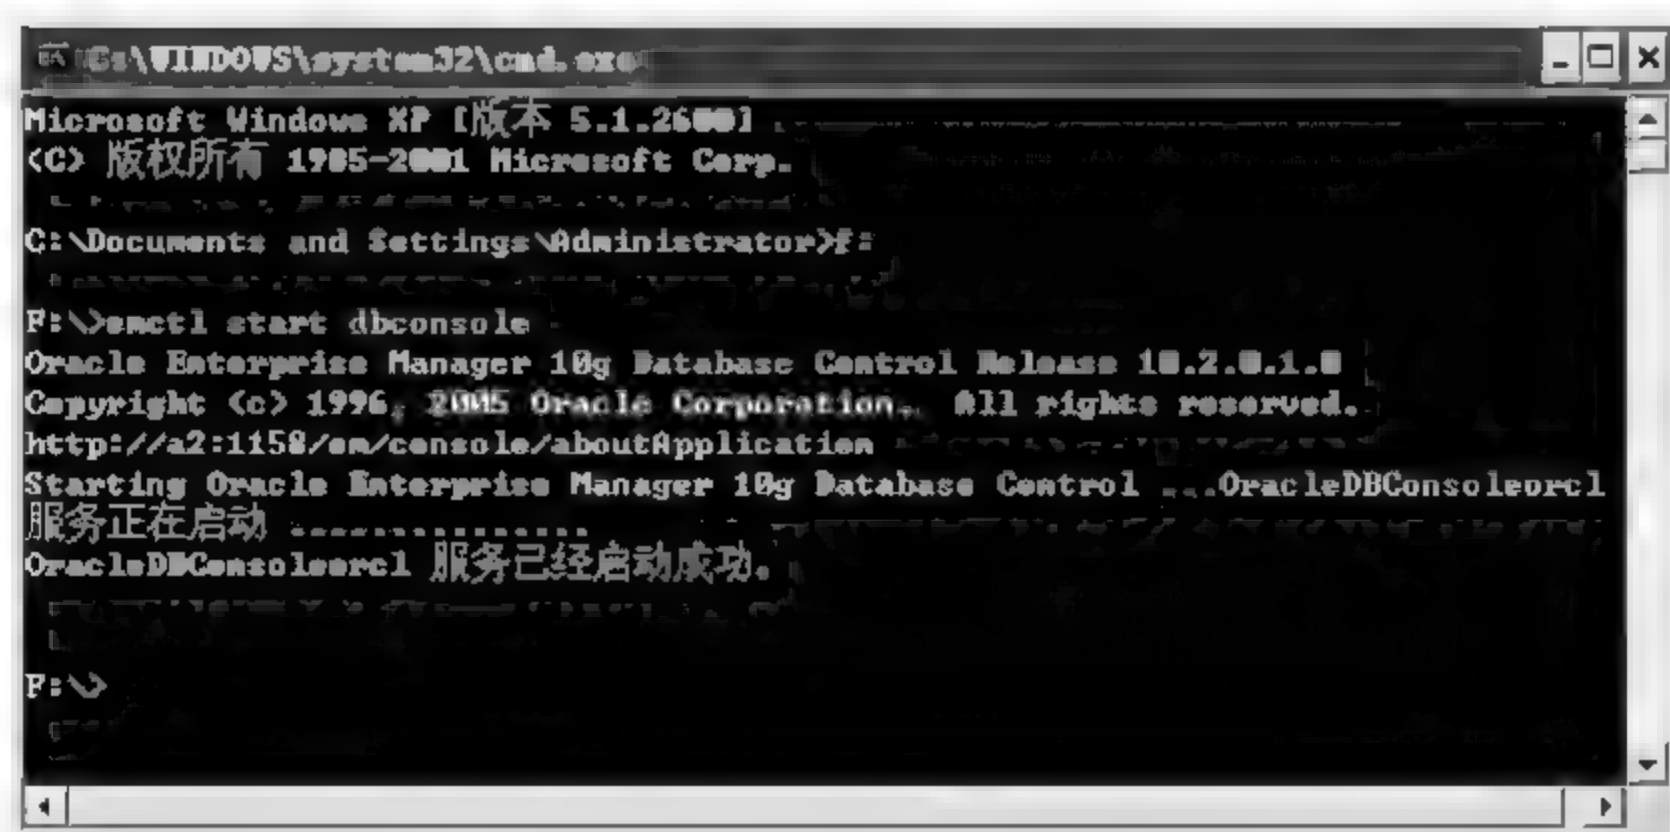 C:\WINDOWS\system32\cmd.exe
Microsoft Windows XP [版本 5.1.2600]
(C) 版权所有 1985-2001 Microsoft Corp.
C:\Documents and Settings\Administrator>f:
F:\>emctl start dbconsole
Oracle Enterprise Manager 10g Database Control Release 10.2.0.1.0
Copyright (c) 1996, 2005 Oracle Corporation.  All rights reserved.
http://a2:1158/em/console/aboutApplication
Starting Oracle Enterprise Manager 10g Database Control ...OracleDBConsoleorcl
服务正在启动 ...............
OracleDBConsoleorcl 服务已经启动成功。
F:\>